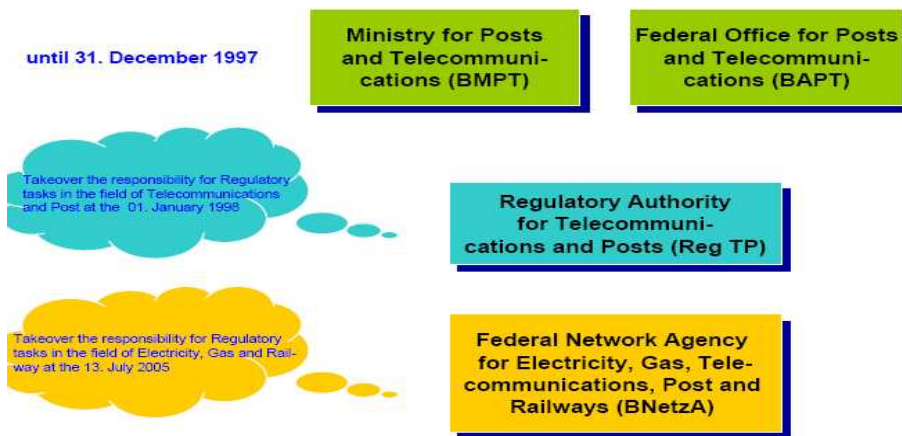 until 31. December 1997
Ministry for Posts
and Telecommuni-
cations (BMPT)
Federal Office for Posts
and Telecommuni-
cations (BAPT)
Takeover the responsibility for Regulatory
tasks in the field of Telecommunications
and Post at the 01. January 1998
Regulatory Authority
for Telecommuni-
cations and Posts (Reg TP)
Takeover the responsibility for Regulatory
tasks in the field of Electricity, Gas and Rail-
way at the 13. July 2005
Federal Network Agency
for Electricity, Gas, Tele-
communications, Post and
Railways (BNetzA)